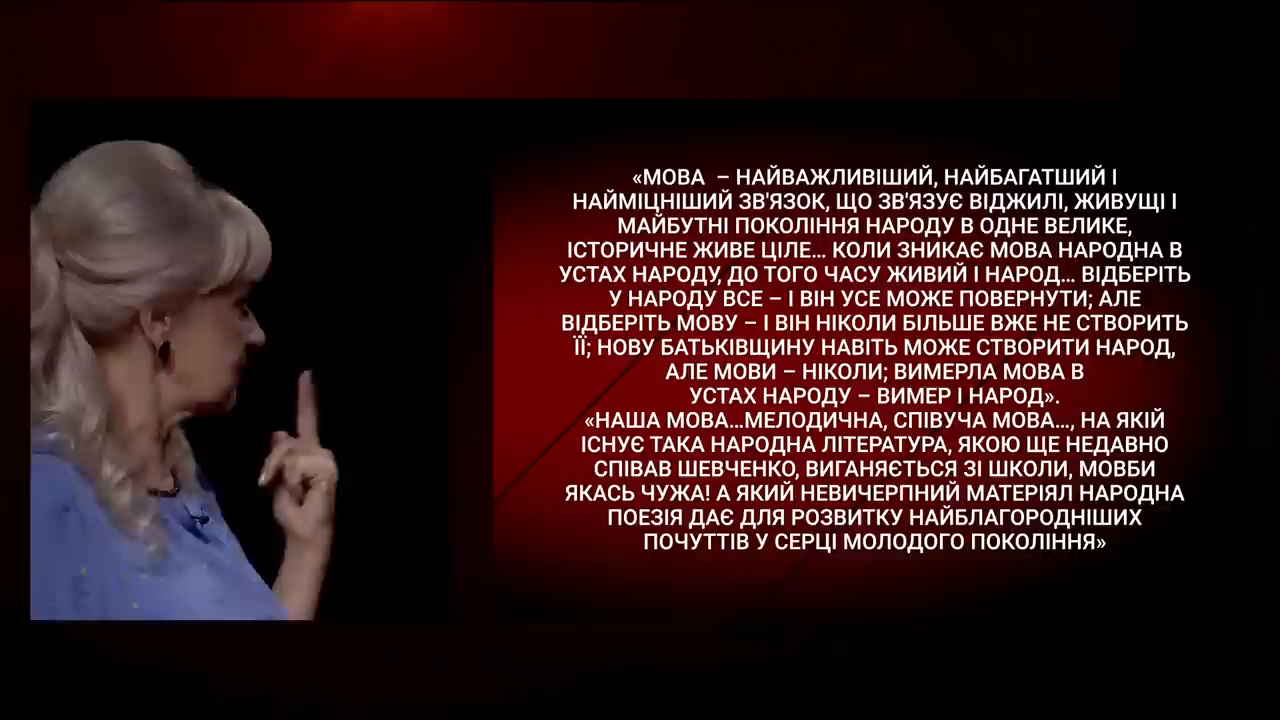 «МОВА – НАЙВАЖЛИВІШИЙ, НАЙБАГАТШИЙ І
НАЙМІЦНІШИЙ ЗВ'ЯЗОК, ЩО ЗВ'ЯЗУЄ ВІДЖИЛІ, ЖИВУЩІ І
МАЙБУТНІ ПОКОЛІННЯ НАРОДУ В ОДНЕ ВЕЛИКЕ,
ІСТОРИЧНЕ ЖИВЕ ЦІЛЕ… КОЛИ ЗНИКАЄ МОВА НАРОДНА В
УСТАХ НАРОДУ, ДО ТОГО ЧАСУ ЖИВИЙ І НАРОД… ВІДБЕРІТЬ
У НАРОДУ ВСЕ – І ВІН УСЕ МОЖЕ ПОВЕРНУТИ; АЛЕ
ВІДБЕРІТЬ МОВУ – І ВІН НІКОЛИ БІЛЬШЕ ВЖЕ НЕ СТВОРИТЬ
ЇЇ; НОВУ БАТЬКІВЩИНУ НАВІТЬ МОЖЕ СТВОРИТИ НАРОД,
АЛЕ МОВИ – НІКОЛИ; ВИМЕРЛА МОВА В
УСТАХ НАРОДУ – ВИМЕР І НАРОД».
«НАША МОВА…МЕЛОДИЧНА, СПІВУЧА МОВА…, НА ЯКІЙ
ІСНУЄ ТАКА НАРОДНА ЛІТЕРАТУРА, ЯКОЮ ЩЕ НЕДАВНО
СПІВАВ ШЕВЧЕНКО, ВИГАНЯЄТЬСЯ ЗІ ШКОЛИ, МОВБИ
ЯКАСЬ ЧУЖА! А ЯКИЙ НЕВИЧЕРПНИЙ МАТЕРІЯЛ НАРОДНА
ПОЕЗІЯ ДАЄ ДЛЯ РОЗВИТКУ НАЙБЛАГОРОДНІШИХ
ПОЧУТТІВ У СЕРЦІ МОЛОДОГО ПОКОЛІННЯ»